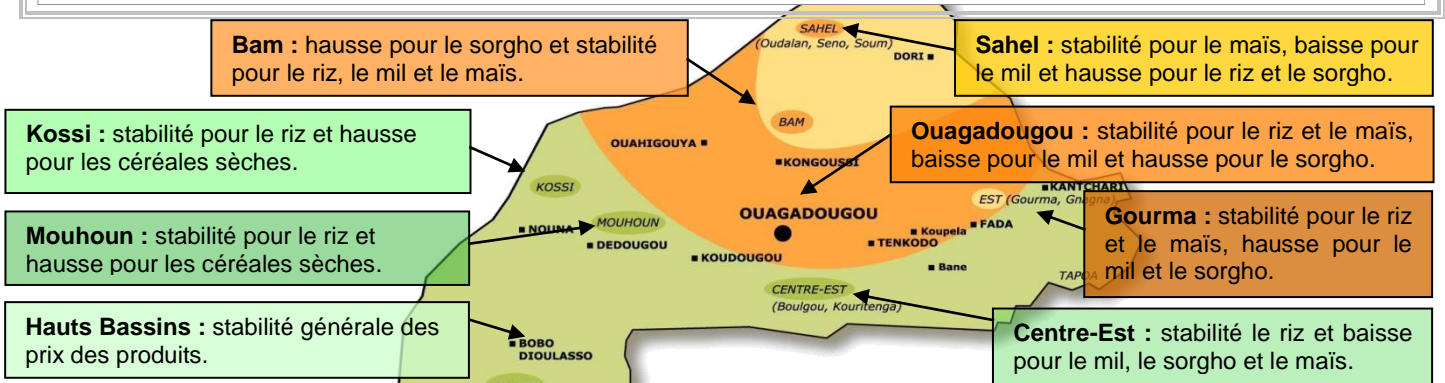 SAHEL
(Oudalan, Seno, Soum)
DORI
Bam : hausse pour le sorgho et stabilité
pour le riz, le mil et le maïs.
Sahel : stabilité pour le maïs, baisse pour
le mil et hausse pour le riz et le sorgho.
Kossi : stabilité pour le riz et hausse
pour les céréales sèches.
BAM
OUAHIGOUYA
KONGOUSSI
Ouagadougou : stabilité pour le riz et le maïs,
baisse pour le mil et hausse pour le sorgho.
KOSSI
KANTCHARI
EST (Gourma, Gnagna)
Mouhoun : stabilité pour le riz et
hausse pour les céréales sèches.
NOUNA
MOUHOUN
DEDOUGOU
OUAGADOUGOU
KOUDOUGOU
Koupela
FADA
TENKODO
Bane
TAPOA
Gourma : stabilité pour le riz
et le maïs, hausse pour le
mil et le sorgho.
CENTRE-EST
(Boulgou, Kouritenga)
Hauts Bassins : stabilité générale des
prix des produits.
BOBO
DIOULASSO
Centre-Est : stabilité le riz et baisse
pour le mil, le sorgho et le maïs.